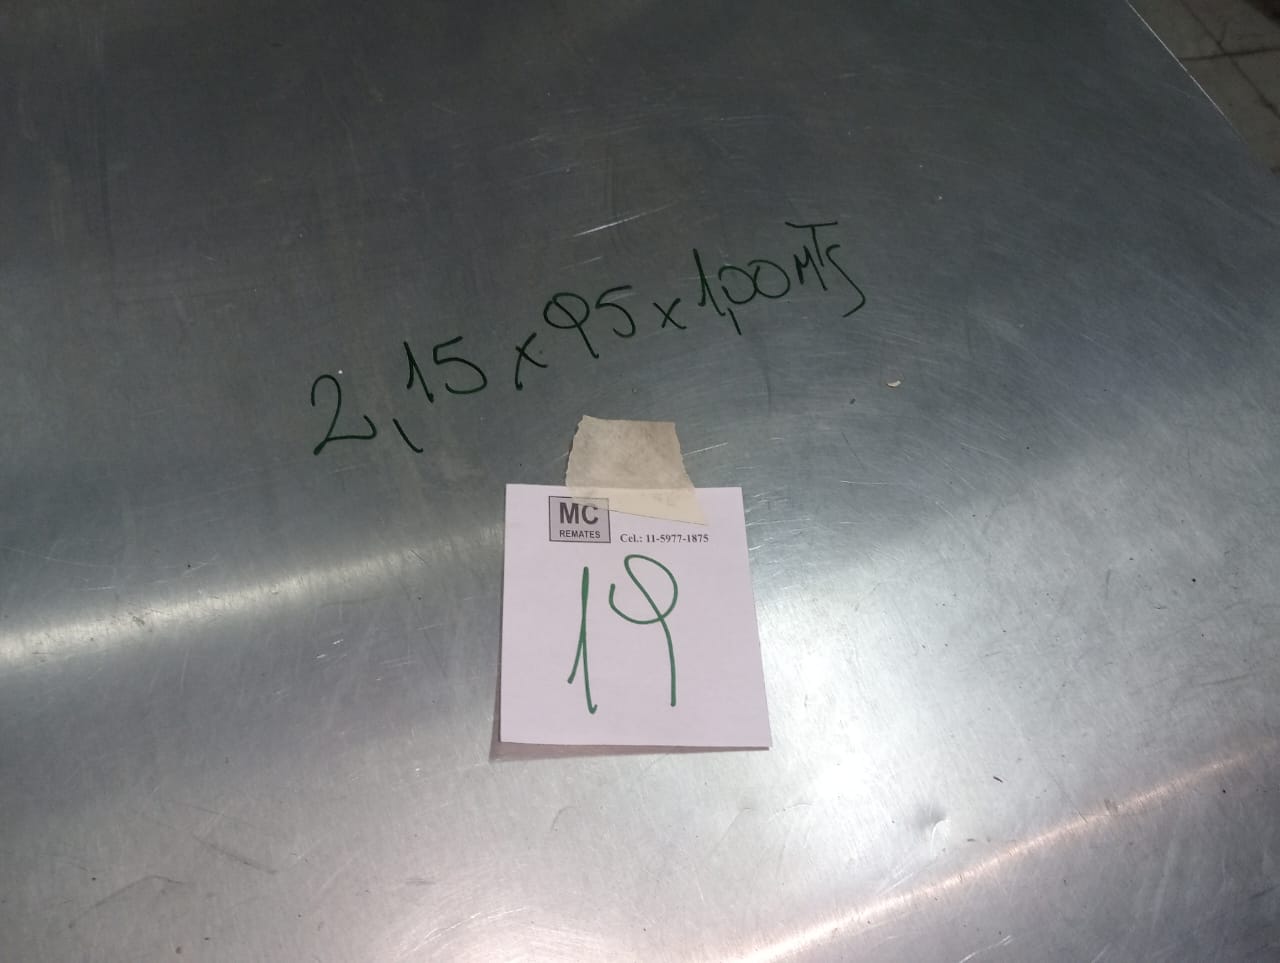 2,15 x 95 x 1,00 MTS
MC
REMATES
Cel.: 11-5977-1875
19